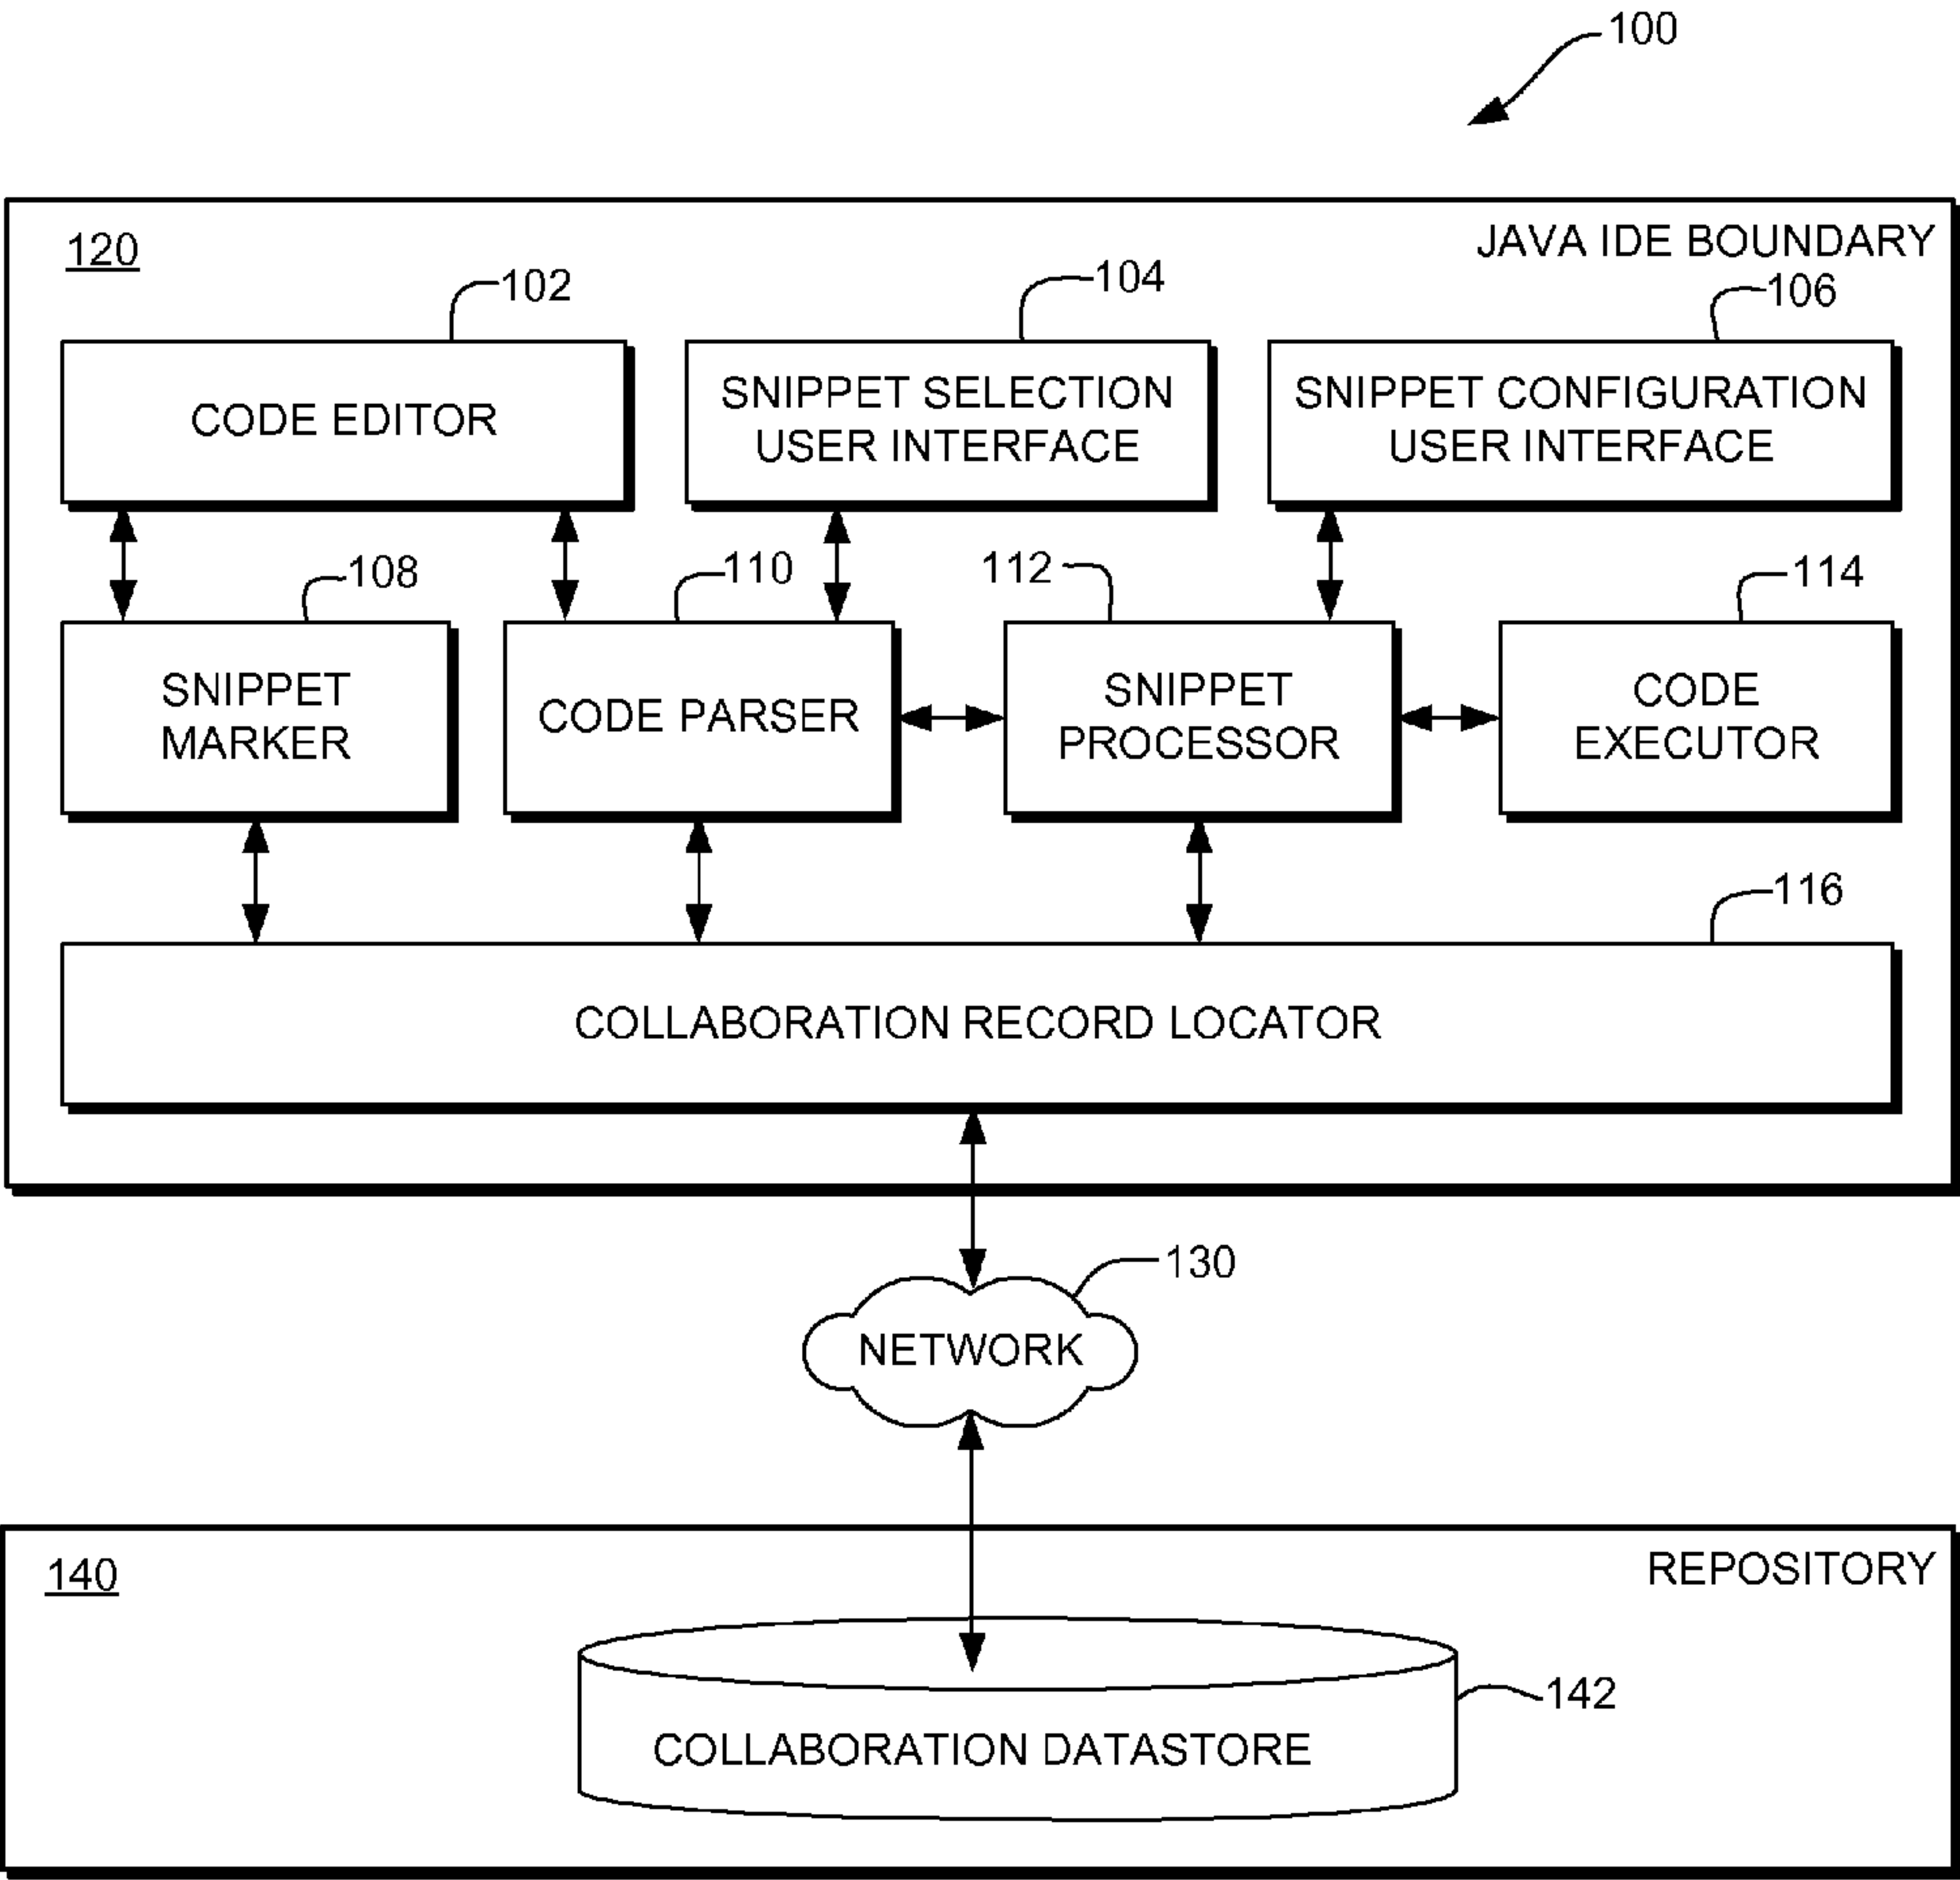 100
120
JAVA IDE BOUNDARY
102
104
106
CODE EDITOR
SNIPPET SELECTION
USER INTERFACE
SNIPPET CONFIGURATION
USER INTERFACE
108
110
112
114
SNIPPET
MARKER
CODE PARSER
SNIPPET
PROCESSOR
CODE
EXECUTOR
116
COLLABORATION RECORD LOCATOR
130
NETWORK
140
REPOSITORY
142
COLLABORATION DATASTORE